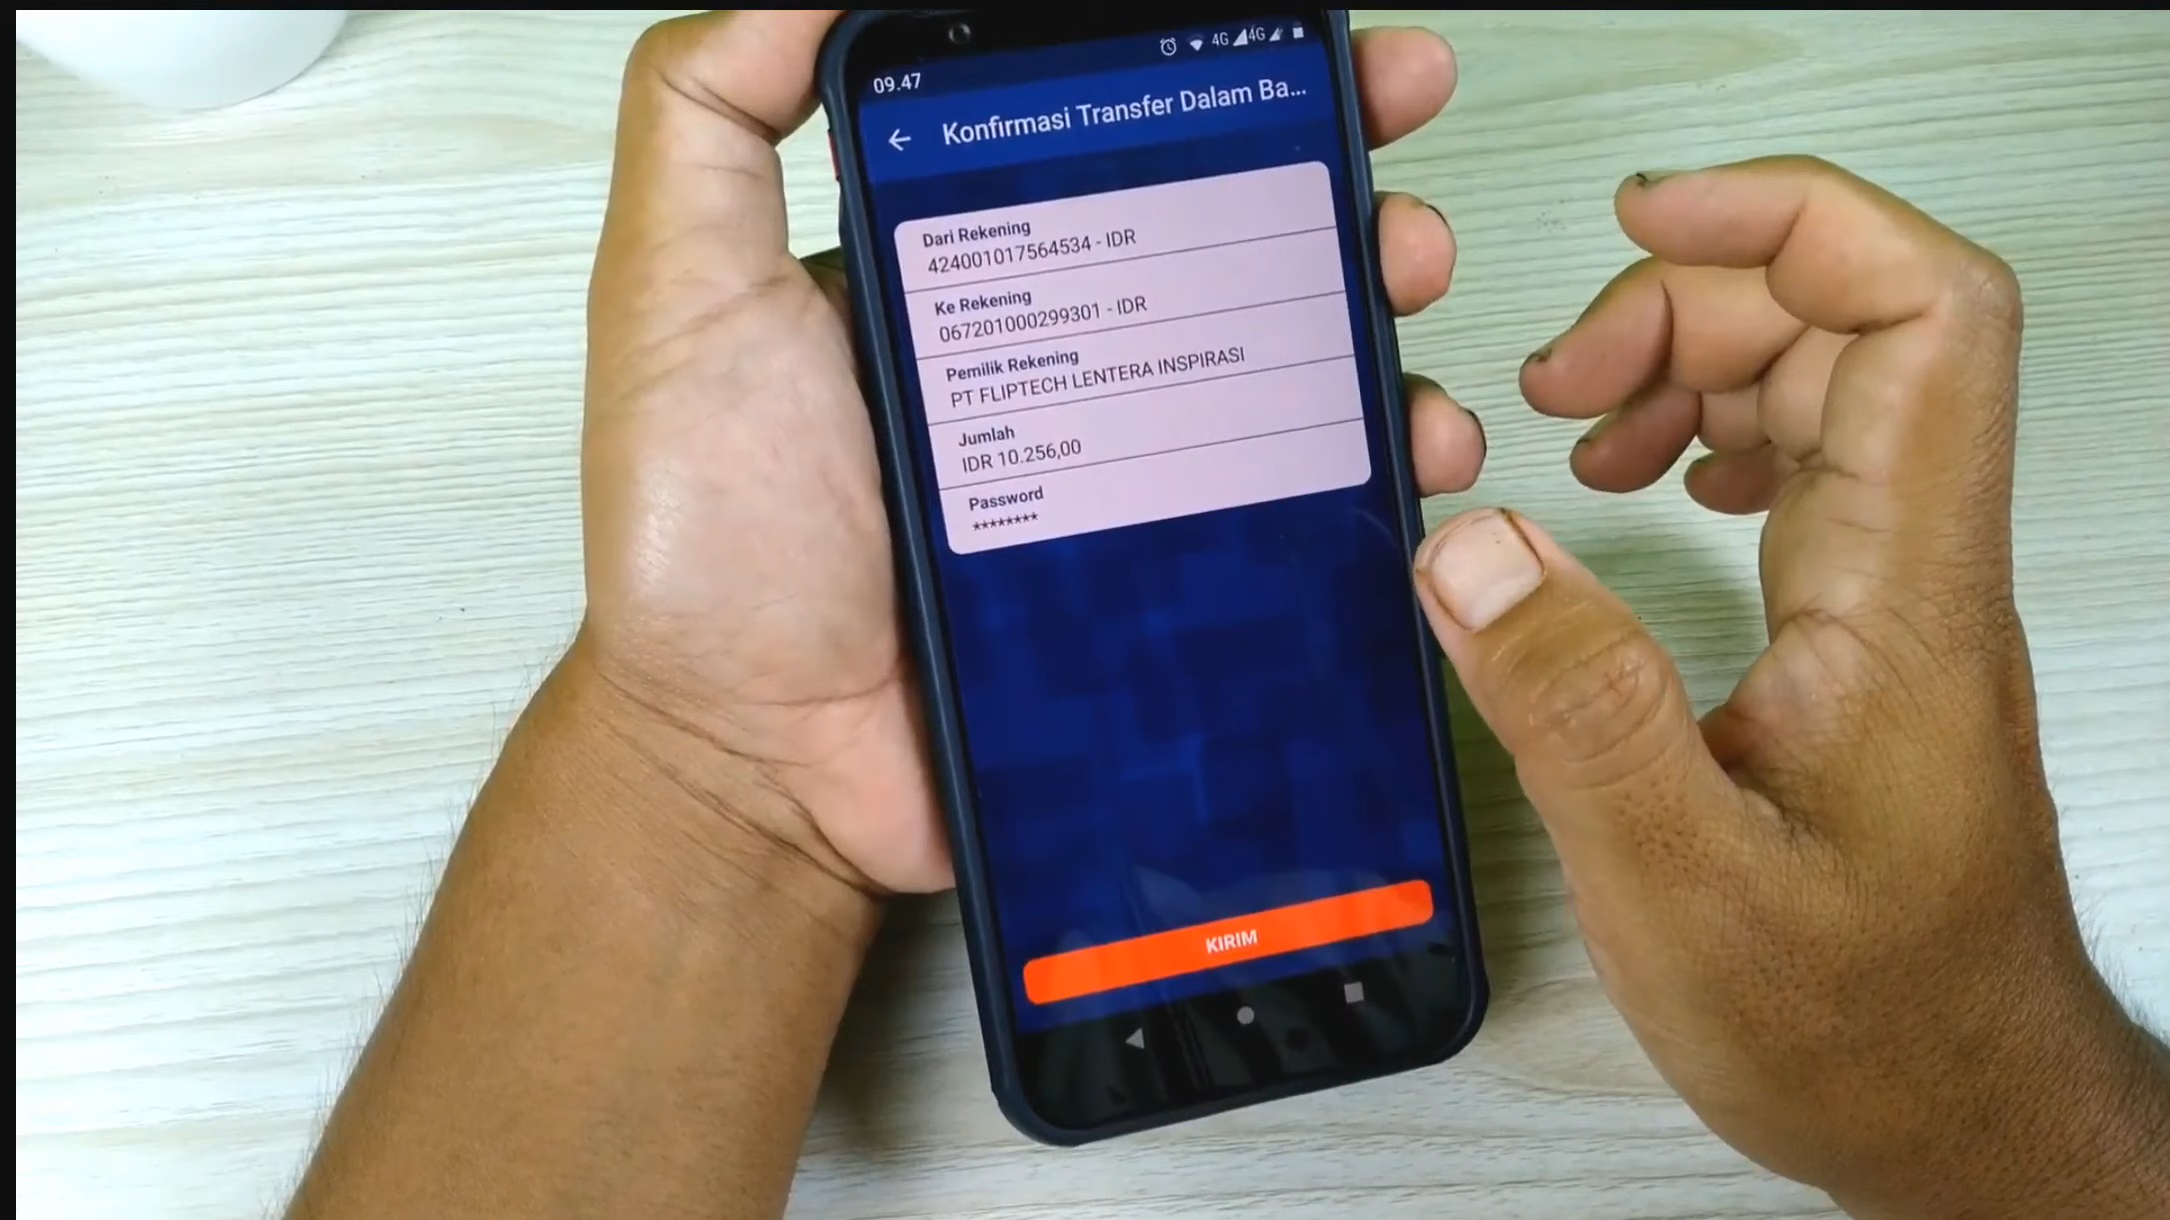 09.47
4G 4G
Konfirmasi Transfer Dalam Ba...
Dari Rekening
424001017564534 - IDR
Ke Rekening
067201000299301 - IDR
Pemilik Rekening
PT FLIPTECH LENTERA INSPIRASI
Jumlah
IDR 10.256,00
Password
********
KIRIM